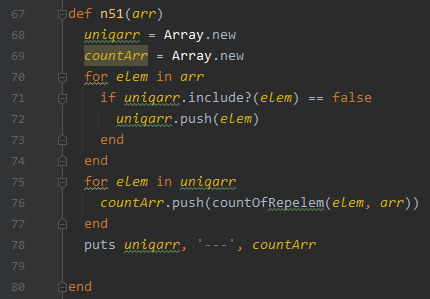 67 def n51(arr)
68 uniqarr = Array.new
69 countArr = Array.new
70 for elem in arr
71 if uniqarr.include?(elem) == false
72 uniqarr.push(elem)
73 end
74 end
75 for elem in uniqarr
76 countArr.push(countOfRepelem(elem, arr))
77 end
78 puts uniqarr, '---', countArr
79
80 end